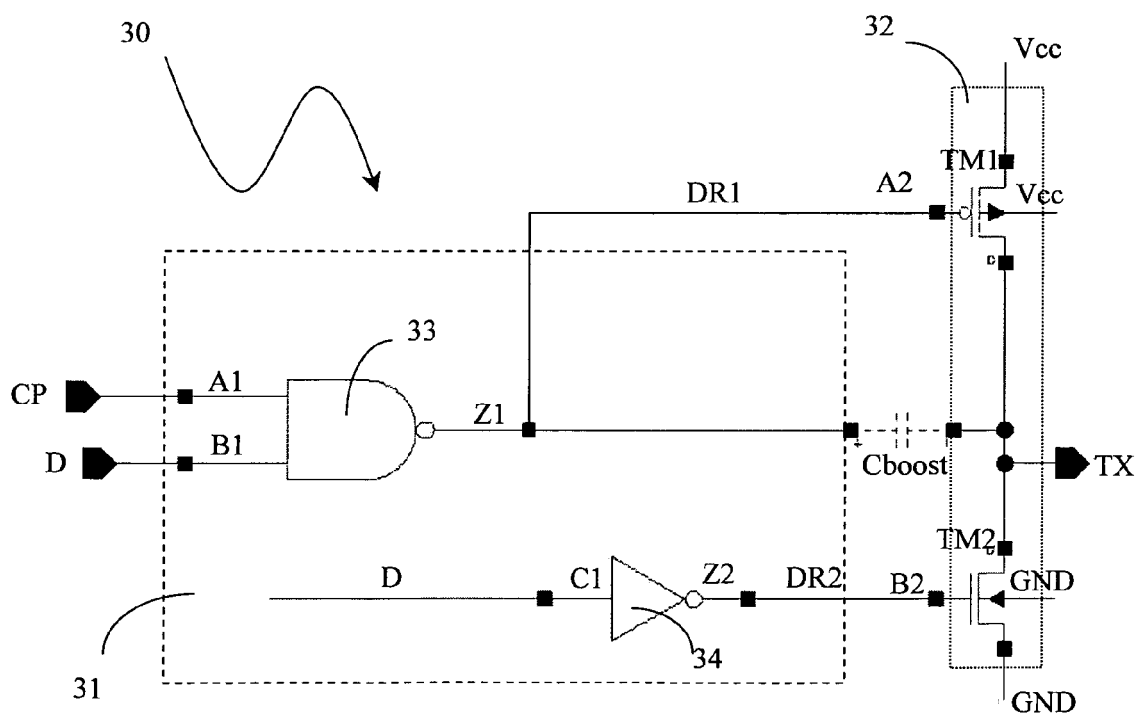 30
32
Vcc
TM1
DR1
A2
Vcc
33
CP
A1
Z1
D
B1
Cboost
TX
TM2
D
C1
Z2
DR2
B2
GND
34
31
GND